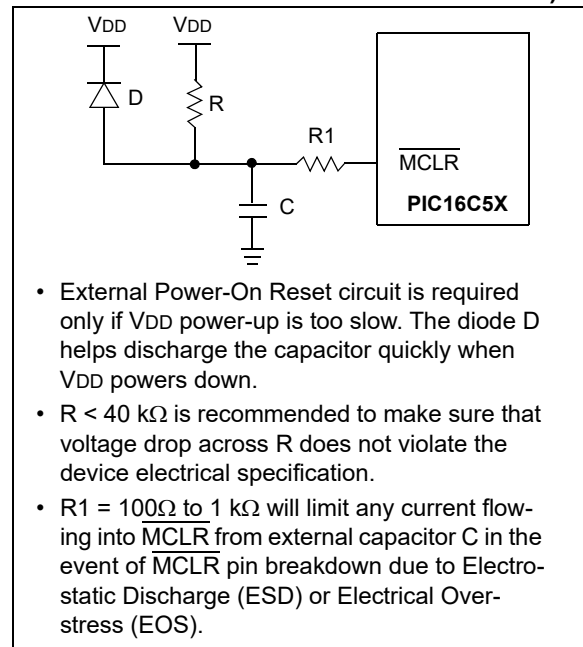 VDD VDD
D
R
R1
MCLR
C
PIC16C5X
• External Power-On Reset circuit is required
only if VDD power-up is too slow. The diode D
helps discharge the capacitor quickly when
VDD powers down.
• R < 40 kΩ is recommended to make sure that
voltage drop across R does not violate the
device electrical specification.
• R1 = 100Ω to 1 kΩ will limit any current flow-
ing into MCLR from external capacitor C in the
event of MCLR pin breakdown due to Electro-
static Discharge (ESD) or Electrical Over-
stress (EOS).